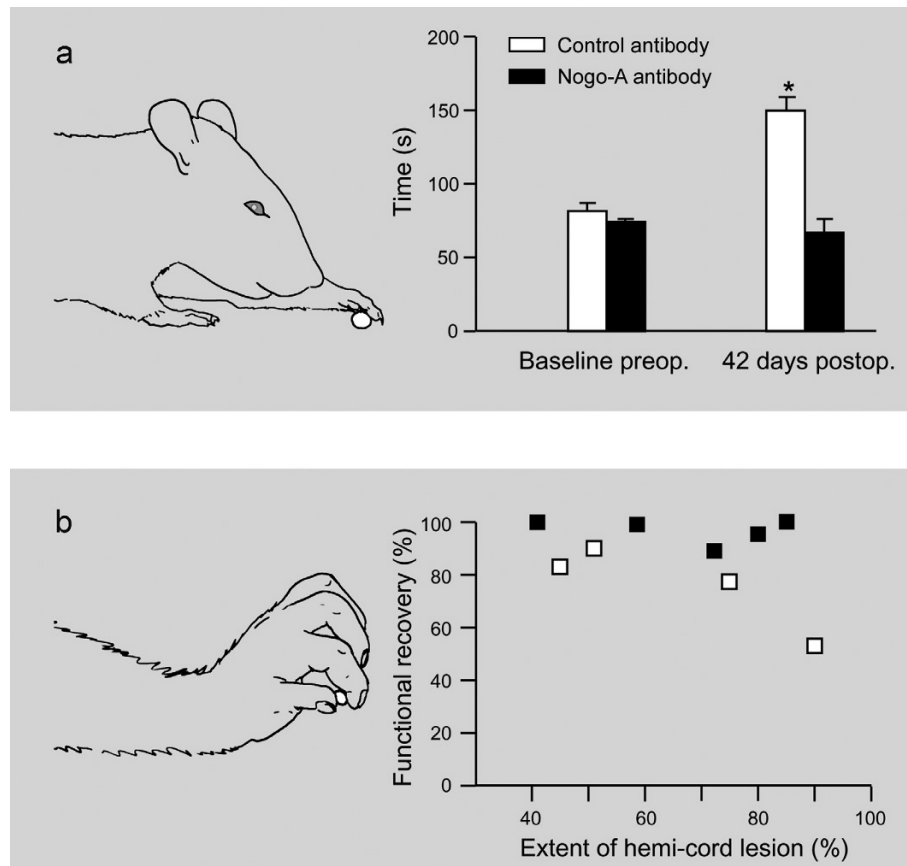 a
200
150
100
50
0
Time (s)
Control antibody
Nogo-A antibody
*
Baseline preop.
42 days postop.
b
100
80
60
40
20
0
Functional recovery (%)
40
60
80
100
Extent of hemi-cord lesion (%)